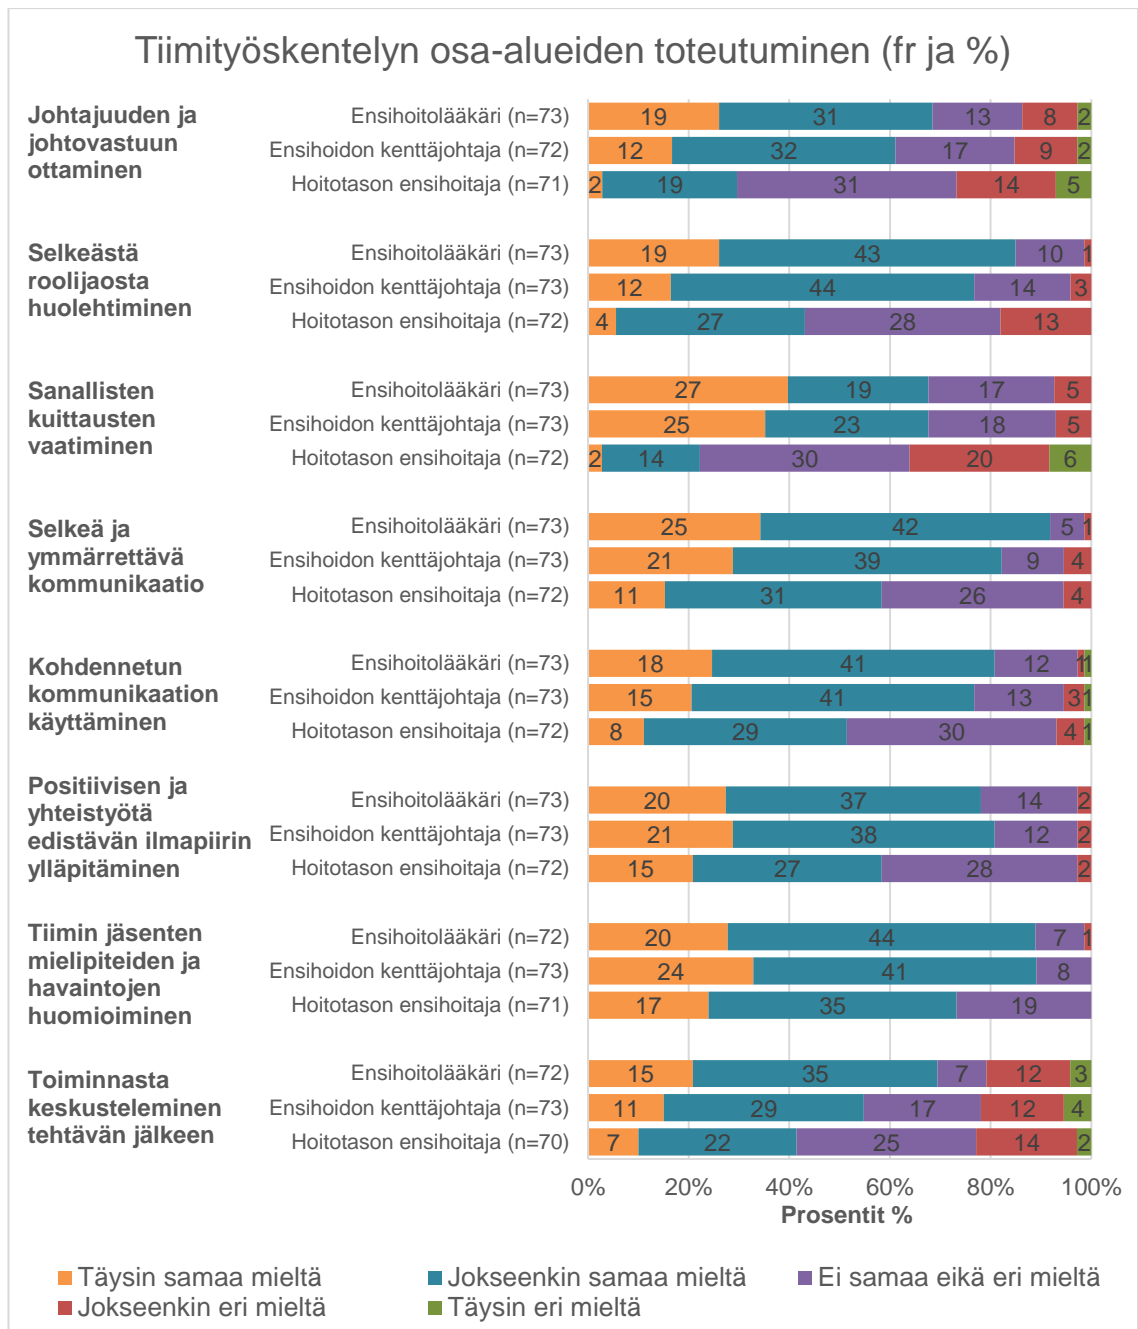 Tiimityöskentelyn osa-alueiden toteutuminen (fr ja %)
Johtajuuden ja
johtovastuun
ottaminen
Ensihoitolääkäri (n=73)
19 31 13 8 2
Ensihoidon kenttäjohtaja (n=72)
12 32 17 9 2
Hoitotason ensihoitaja (n=71)
2 19 31 14 5
Selkeästä
roolijaosta
huolehtiminen
Ensihoitolääkäri (n=73)
19 43 10 1
Ensihoidon kenttäjohtaja (n=73)
12 44 14 3
Hoitotason ensihoitaja (n=72)
4 27 28 13
Sanallisten
kuittausten
vaatiminen
Ensihoitolääkäri (n=73)
27 19 17 5
Ensihoidon kenttäjohtaja (n=73)
25 23 18 5
Hoitotason ensihoitaja (n=72)
2 14 30 20 6
Selkeä ja
ymmärrettävä
kommunikaatio
Ensihoitolääkäri (n=73)
25 42 5 1
Ensihoidon kenttäjohtaja (n=73)
21 39 9 4
Hoitotason ensihoitaja (n=72)
11 31 26 4
Kohdennetun
kommunikaation
käyttäminen
Ensihoitolääkäri (n=73)
18 41 12 1 1
Ensihoidon kenttäjohtaja (n=73)
15 41 13 3 1
Hoitotason ensihoitaja (n=72)
8 29 30 4 1
Positiivisen ja
yhteistyötä
edistävän ilmapiirin
ylläpitäminen
Ensihoitolääkäri (n=73)
20 37 14 2
Ensihoidon kenttäjohtaja (n=73)
21 38 12 2
Hoitotason ensihoitaja (n=72)
15 27 28 2
Tiimin jäsenten
mielipiteiden ja
havaintojen
huomioiminen
Ensihoitolääkäri (n=72)
20 44 7 1
Ensihoidon kenttäjohtaja (n=73)
24 41 8
Hoitotason ensihoitaja (n=71)
17 35 19
Toiminnasta
keskusteleminen
tehtävän jälkeen
Ensihoitolääkäri (n=72)
15 35 7 12 3
Ensihoidon kenttäjohtaja (n=73)
11 29 17 12 4
Hoitotason ensihoitaja (n=70)
7 22 25 14 2
0% 20% 40% 60% 80% 100%
Prosentit %
Täysin samaa mieltä Jokseenkin samaa mieltä Ei samaa eikä eri mieltä
Jokseenkin eri mieltä Täysin eri mieltä